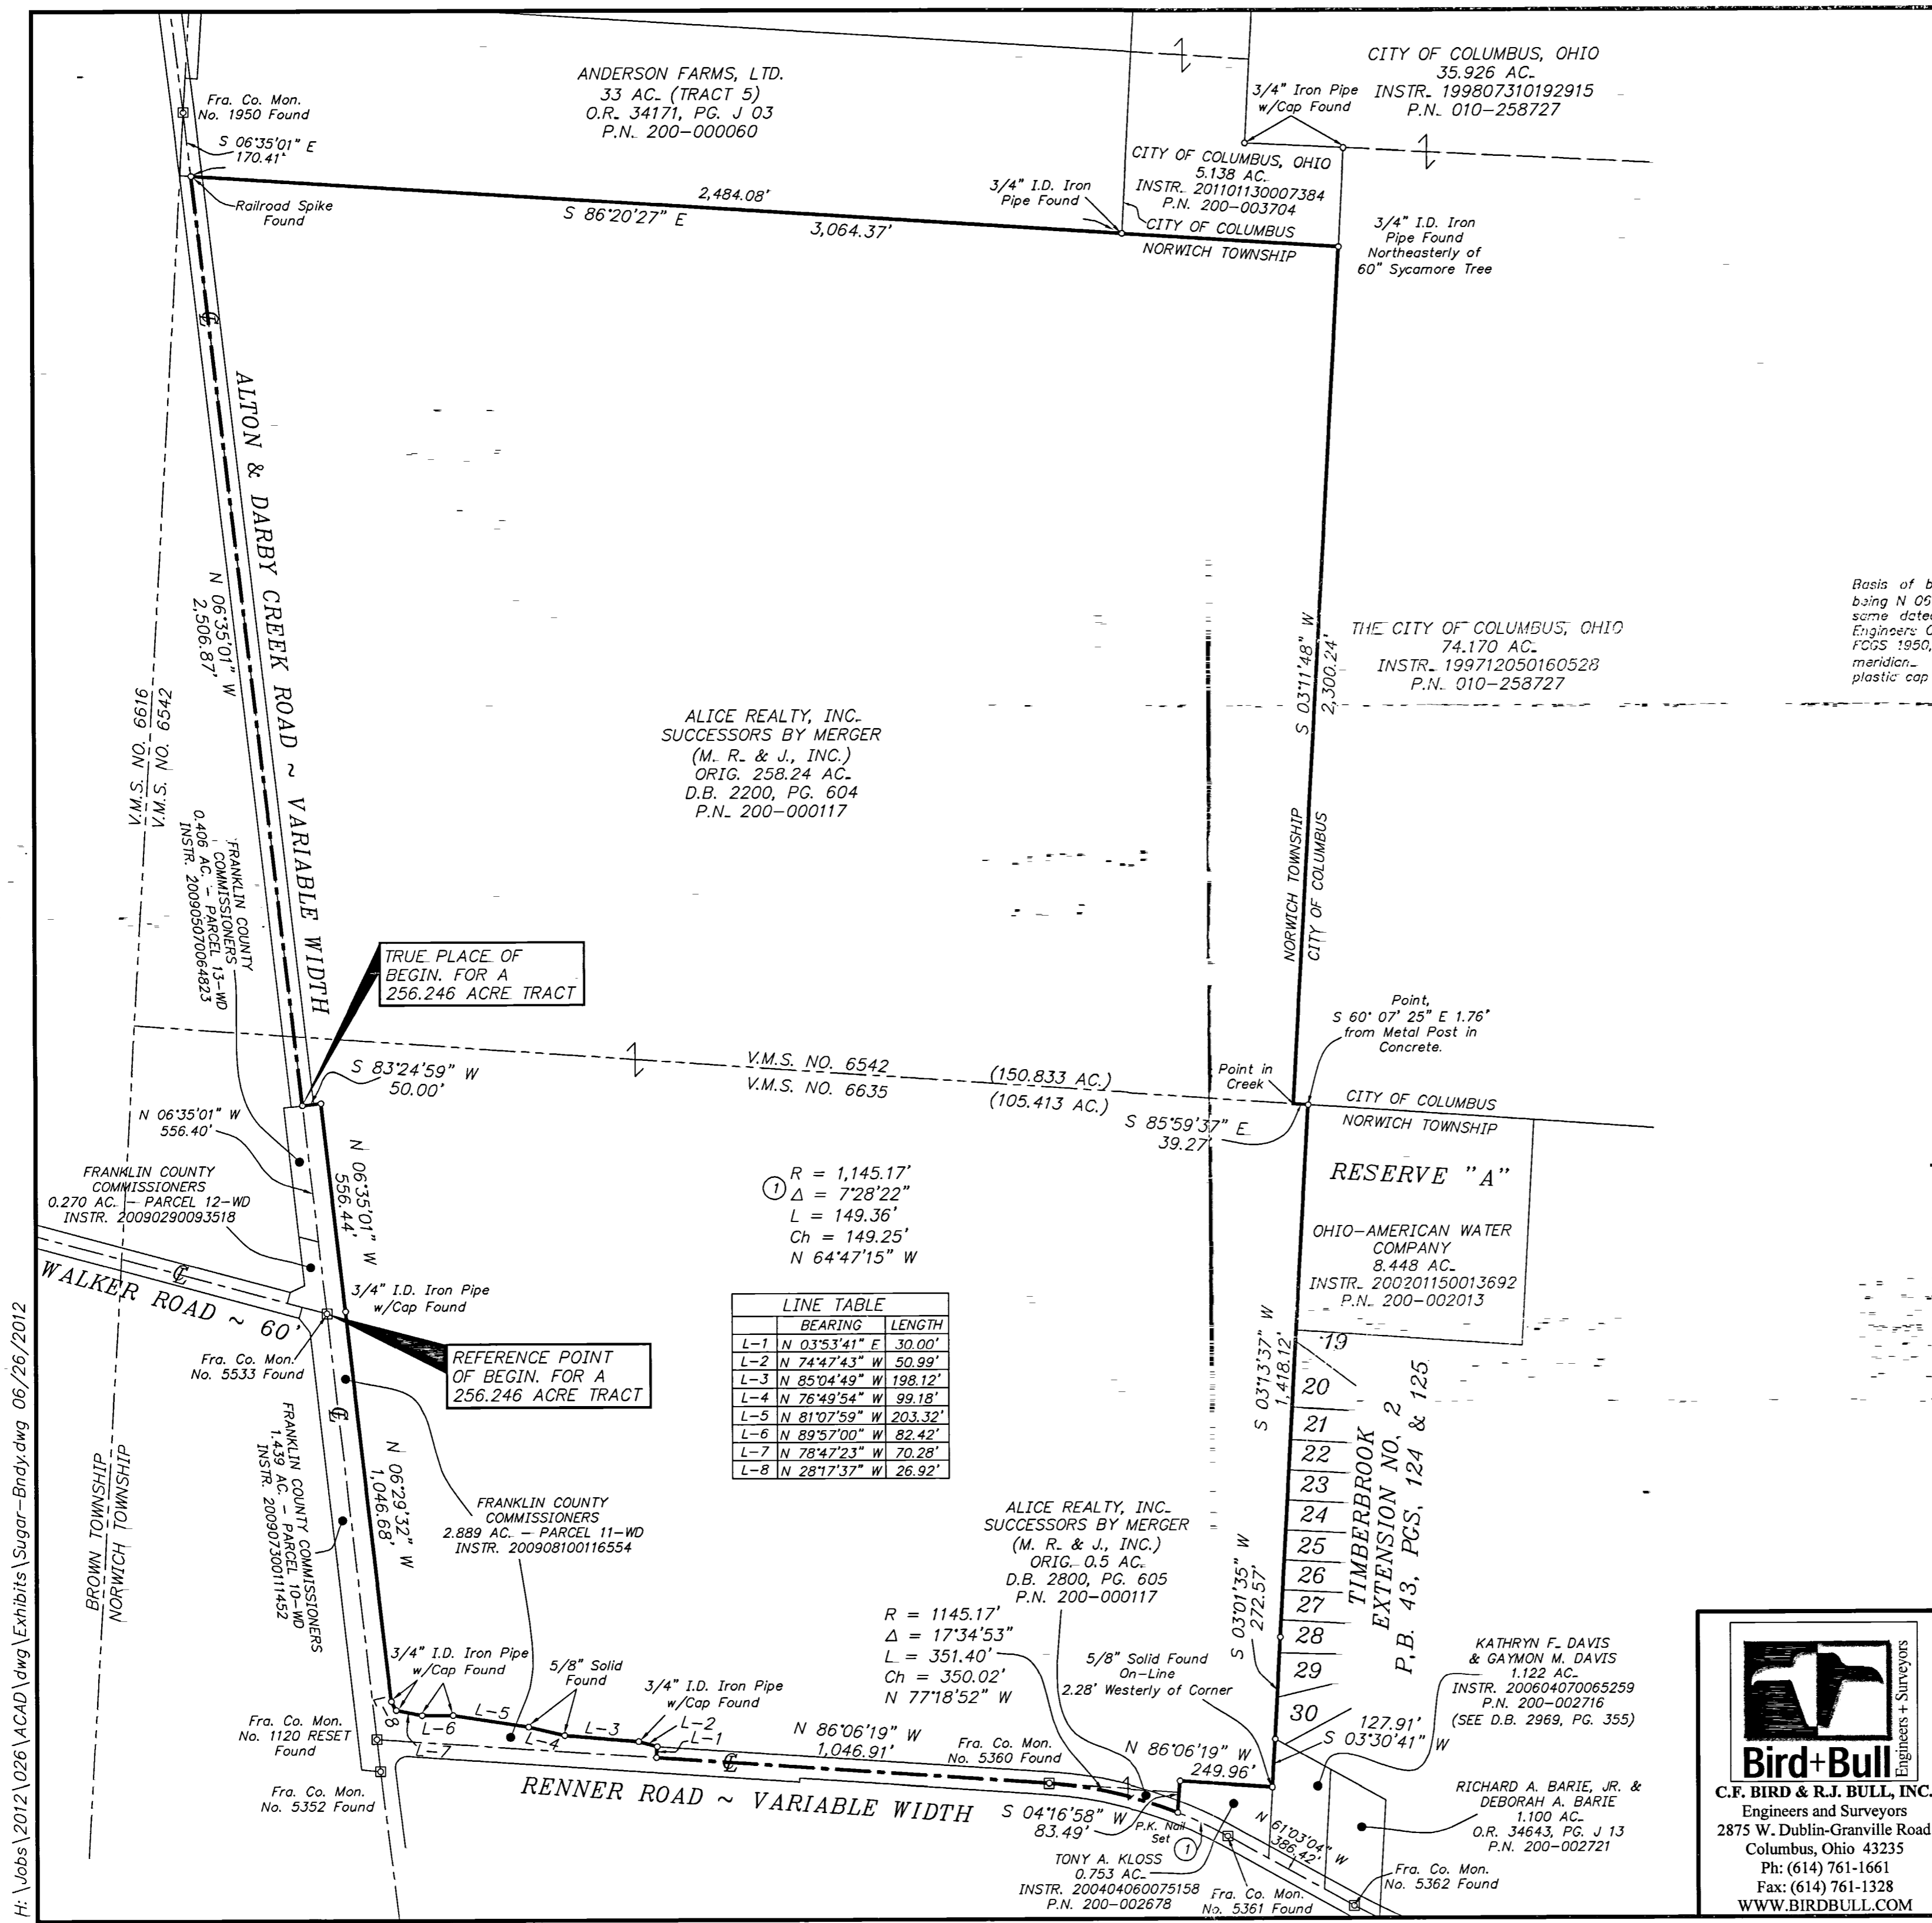 ANDERSON FARMS, LTD.
33 AC. (TRACT 5)
O.R. 34171, PG. J 03
P.N. 200-000060
CITY OF COLUMBUS, OHIO
35.926 AC.
INSTR. 199807310192915
P.N. 010-258727
3/4" Iron Pipe
w/Cap Found
Fra. Co. Mon.
No. 1950 Found
S 06°35'01" E
170.41'
Railroad Spike
Found
2,484.08'
S 86°20'27" E
3,064.37'
3/4" I.D. Iron
Pipe Found
CITY OF COLUMBUS, OHIO
5.138 AC.
INSTR. 201101130007384
P.N. 200-003704
CITY OF COLUMBUS
NORWICH TOWNSHIP
3/4" I.D. Iron
Pipe Found
Northeasterly of
60" Sycamore Tree
ALTON & DARBY CREEK ROAD ~ VARIABLE WIDTH
N 06°35'01" W
2,506.87'
V.M.S. NO. 6616
V.M.S. NO. 6542
ALICE REALTY, INC.
SUCCESSORS BY MERGER
(M. R. & J., INC.)
ORIG. 258.24 AC.
D.B. 2200, PG. 604
P.N. 200-000117
S 03°11'48" W
2,300.24'
THE CITY OF COLUMBUS, OHIO
74.170 AC.
INSTR. 199712050160528
P.N. 010-258727
Basis of b
being N 06
same dated
Engineers C
FCGS 1950,
meridian.
plastic cap
NORWICH TOWNSHIP
CITY OF COLUMBUS
FRANKLIN COUNTY
COMMISSIONERS
0.406 AC. - PARCEL 13-WD
INSTR. 200905070064823
TRUE PLACE OF
BEGIN. FOR A
256.246 ACRE TRACT
S 83°24'59" W
50.00'
V.M.S. NO. 6542
V.M.S. NO. 6635
(150.833 AC.)
(105.413 AC.)
Point,
S 60° 07' 25" E 1.76'
from Metal Post in
Concrete.
Point in
Creek
S 85°59'37" E
39.27'
CITY OF COLUMBUS
NORWICH TOWNSHIP
N 06°35'01" W
556.40'
N 06°35'01" W
556.44'
FRANKLIN COUNTY
COMMISSIONERS
0.270 AC. - PARCEL 12-WD
INSTR. 20090290093518
WALKER ROAD ~ 60'
3/4" I.D. Iron Pipe
w/Cap Found
Fra. Co. Mon.
No. 5533 Found
REFERENCE POINT
OF BEGIN. FOR A
256.246 ACRE TRACT
1
R = 1,145.17'
Δ = 7°28'22"
L = 149.36'
Ch = 149.25'
N 64°47'15" W
LINE TABLE
BEARING LENGTH
L-1 N 03°53'41" E 30.00'
L-2 N 74°47'43" W 50.99'
L-3 N 85°04'49" W 198.12'
L-4 N 76°49'54" W 99.18'
L-5 N 81°07'59" W 203.32'
L-6 N 89°57'00" W 82.42'
L-7 N 78°47'23" W 70.28'
L-8 N 28°17'37" W 26.92'
RESERVE "A"
OHIO-AMERICAN WATER
COMPANY
8.448 AC.
INSTR. 200201150013692
P.N. 200-002013
S 03°13'37" W
1,418.12'
19
20
21
22
23
24
25
26
27
28
29
30
TIMBERBROOK
EXTENSION NO. 2
P.B. 43, PGS. 124 & 125
FRANKLIN COUNTY COMMISSIONERS
1.439 AC. - PARCEL 10-WD
INSTR. 200907300111452
BROWN TOWNSHIP
NORWICH TOWNSHIP
N 06°29'32" W
1,046.68'
FRANKLIN COUNTY
COMMISSIONERS
2.889 AC. - PARCEL 11-WD
INSTR. 200908100116554
ALICE REALTY, INC.
SUCCESSORS BY MERGER
(M. R. & J., INC.)
ORIG. 0.5 AC.
D.B. 2800, PG. 605
P.N. 200-000117
S 03°01'35" W
272.57'
R = 1145.17'
Δ = 17°34'53"
L = 351.40'
Ch = 350.02'
N 77°18'52" W
5/8" Solid Found
On-Line
2.28' Westerly of Corner
3/4" I.D. Iron Pipe
w/Cap Found
5/8" Solid
Found
3/4" I.D. Iron Pipe
w/Cap Found
L-8
L-7
L-6
L-5
L-4
L-3
L-2
L-1
Fra. Co. Mon.
No. 1120 RESET
Found
Fra. Co. Mon.
No. 5352 Found
N 86°06'19" W
1,046.91'
Fra. Co. Mon.
No. 5360 Found
N 86°06'19" W
249.96'
RENNER ROAD ~ VARIABLE WIDTH
S 04°16'58" W
83.49'
P.K. Nail
Set
1
TONY A. KLOSS
0.753 AC.
INSTR. 200404060075158
P.N. 200-002678
Fra. Co. Mon.
No. 5361 Found
N 61°03'04" W
386.42'
Fra. Co. Mon.
No. 5362 Found
KATHRYN F. DAVIS
& GAYMON M. DAVIS
1.122 AC.
INSTR. 200604070065259
P.N. 200-002716
(SEE D.B. 2969, PG. 355)
127.91'
S 03°30'41" W
RICHARD A. BARIE, JR. &
DEBORAH A. BARIE
1.100 AC.
O.R. 34643, PG. J 13
P.N. 200-002721
Bird+Bull
Engineers + Surveyors
C.F. BIRD & R.J. BULL, INC.
Engineers and Surveyors
2875 W. Dublin-Granville Road
Columbus, Ohio 43235
Ph: (614) 761-1661
Fax: (614) 761-1328
WWW.BIRDBULL.COM
H:\Jobs\2012\026\ACAD\dwg\Exhibits\Sugar-Bndy.dwg 06/26/2012